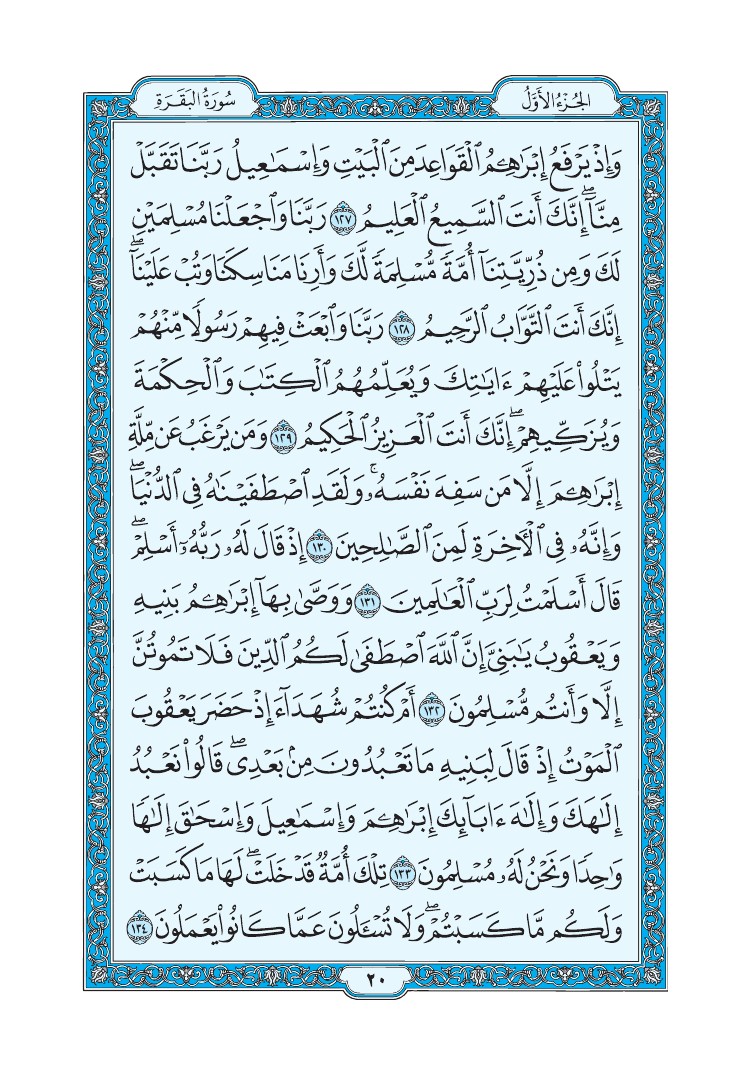 سُورَةُ البَقَرَةِ
الجُزْءُ الأَوَّلُ
وَإِذْ يَرْفَعُ إِبْرَٰهِـۧمُ ٱلْقَوَاعِدَ مِنَ ٱلْبَيْتِ وَإِسْمَٰعِيلُ رَبَّنَا تَقَبَّلْ
مِنَّآ ۖ إِنَّكَ أَنتَ ٱلسَّمِيعُ ٱلْعَلِيمُ ١٢٧ رَبَّنَا وَٱجْعَلْنَا مُسْلِمَيْنِ
لَكَ وَمِن ذُرِّيَّتِنَآ أُمَّةً مُّسْلِمَةً لَّكَ وَأَرِنَا مَنَاسِكَنَا وَتُبْ عَلَيْنَآ ۖ
إِنَّكَ أَنتَ ٱلتَّوَّابُ ٱلرَّحِيمُ ١٢٨ رَبَّنَا وَٱبْعَثْ فِيهِمْ رَسُولًا مِّنْهُمْ
يَتْلُوا۟ عَلَيْهِمْ ءَايَٰتِكَ وَيُعَلِّمُهُمُ ٱلْكِتَٰبَ وَٱلْحِكْمَةَ
وَيُزَكِّيهِمْ ۚ إِنَّكَ أَنتَ ٱلْعَزِيزُ ٱلْحَكِيمُ ١٢٩ وَمَن يَرْغَبُ عَن مِّلَّةِ
إِبْرَٰهِـۧمَ إِلَّا مَن سَفِهَ نَفْسَهُۥ ۚ وَلَقَدِ ٱصْطَفَيْنَٰهُ فِى ٱلدُّنْيَا ۖ
وَإِنَّهُۥ فِى ٱلْءَاخِرَةِ لَمِنَ ٱلصَّٰلِحِينَ ١٣٠ إِذْ قَالَ لَهُۥ رَبُّهُۥٓ أَسْلِمْ ۖ
قَالَ أَسْلَمْتُ لِرَبِّ ٱلْعَٰلَمِينَ ١٣١ وَوَصَّىٰ بِهَآ إِبْرَٰهِـۧمُ بَنِيهِ
وَيَعْقُوبُ يَٰبَنِىَّ إِنَّ ٱللَّهَ ٱصْطَفَىٰ لَكُمُ ٱلدِّينَ فَلَا تَمُوتُنَّ
إِلَّا وَأَنتُم مُّسْلِمُونَ ١٣٢ أَمْ كُنتُمْ شُهَدَآءَ إِذْ حَضَرَ يَعْقُوبَ
ٱلْمَوْتُ إِذْ قَالَ لِبَنِيهِ مَا تَعْبُدُونَ مِنۢ بَعْدِى ۖ قَالُوا۟ نَعْبُدُ
إِلَٰهَكَ وَإِلَٰهَ ءَابَآئِكَ إِبْرَٰهِـۧمَ وَإِسْمَٰعِيلَ وَإِسْحَٰقَ إِلَٰهًا
وَٰحِدًا وَنَحْنُ لَهُۥ مُسْلِمُونَ ١٣٣ تِلْكَ أُمَّةٌ قَدْ خَلَتْ ۖ لَهَا مَا كَسَبَتْ
وَلَكُم مَّا كَسَبْتُمْ ۖ وَلَا تُسْـَٔلُونَ عَمَّا كَانُوا۟ يَعْمَلُونَ ١٣٤
٢٠